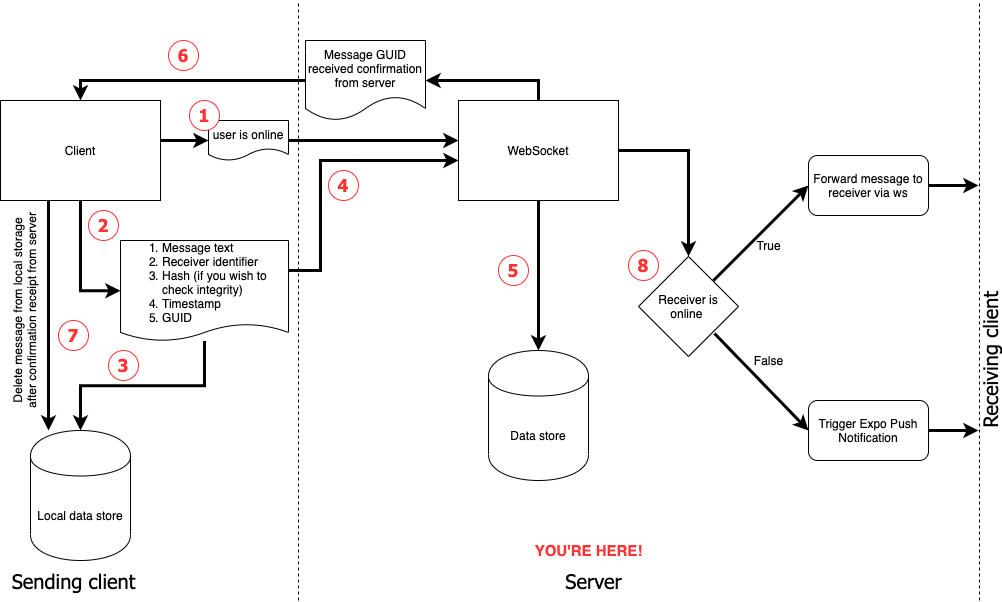 6
Message GUID
received confirmation
from server
1
user is online
Client
WebSocket
4
2
1. Message text
2. Receiver identifier
3. Hash (if you wish to
check integrity)
4. Timestamp
5. GUID
Delete message from local storage
after confirmation receipt from server
7
3
Local data store
5
Data store
8
Receiver is
online
True
Forward message to
receiver via ws
False
Trigger Expo Push
Notification
Receiving client
YOU'RE HERE!
Sending client
Server